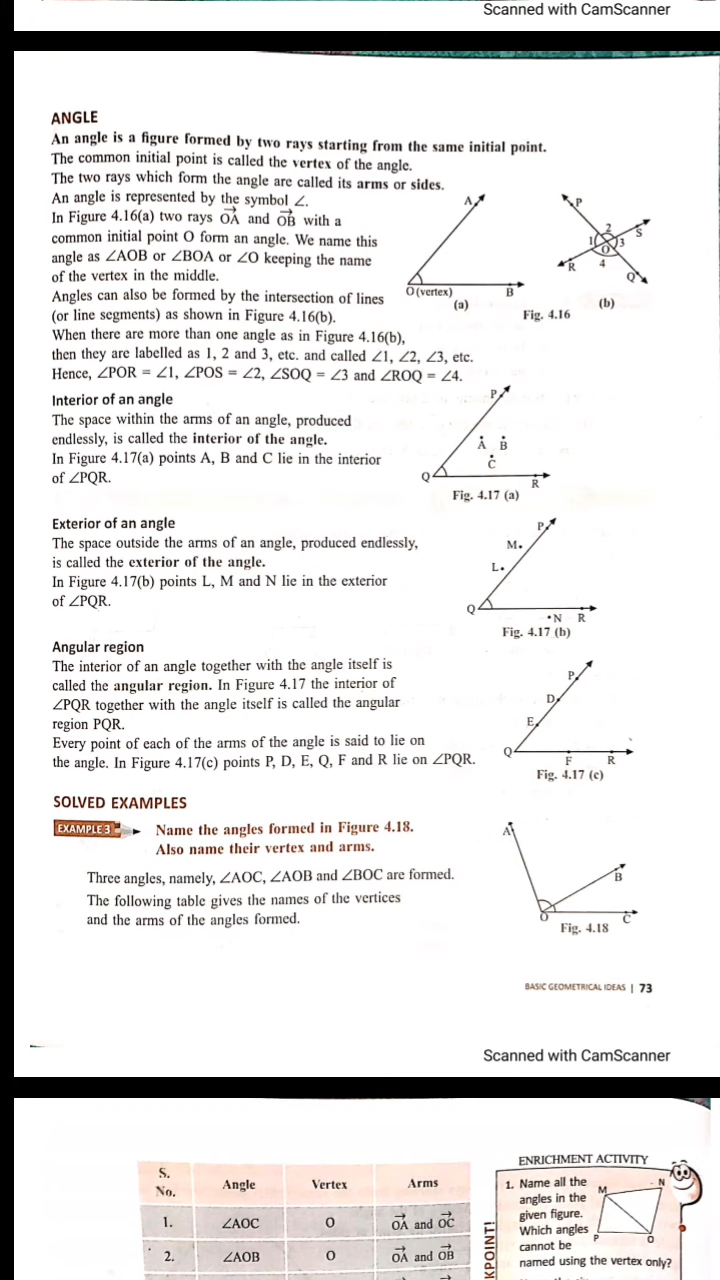 Scanned with CamScanner
ANGLE
An angle is a figure formed by two rays starting from the same initial point.
The common initial point is called the vertex of the angle.
The two rays which form the angle are called its arms or sides.
An angle is represented by the symbol ∠.
In Figure 4.16(a) two rays O⃗A and O⃗B with a
common initial point O form an angle. We name this
angle as ∠AOB or ∠BOA or ∠O keeping the name
of the vertex in the middle.
Angles can also be formed by the intersection of lines
(or line segments) as shown in Figure 4.16(b).
When there are more than one angle as in Figure 4.16(b),
then they are labelled as 1, 2 and 3, etc. and called ∠1, ∠2, ∠3, etc.
Hence, ∠POR = ∠1, ∠POS = ∠2, ∠SOQ = ∠3 and ∠ROQ = ∠4.
A
O (vertex)
B
(a)
P
2
S
1
O
3
R
4
Q
(b)
Fig. 4.16
Interior of an angle
The space within the arms of an angle, produced
endlessly, is called the interior of the angle.
In Figure 4.17(a) points A, B and C lie in the interior
of ∠PQR.
P
A B
C
Q
R
Fig. 4.17 (a)
Exterior of an angle
The space outside the arms of an angle, produced endlessly,
is called the exterior of the angle.
In Figure 4.17(b) points L, M and N lie in the exterior
of ∠PQR.
P
M
L
Q
N R
Fig. 4.17 (b)
Angular region
The interior of an angle together with the angle itself is
called the angular region. In Figure 4.17 the interior of
∠PQR together with the angle itself is called the angular
region PQR.
Every point of each of the arms of the angle is said to lie on
the angle. In Figure 4.17(c) points P, D, E, Q, F and R lie on ∠PQR.
P
D
E
Q
F R
Fig. 4.17 (c)
SOLVED EXAMPLES
EXAMPLE 3 Name the angles formed in Figure 4.18.
Also name their vertex and arms.
Three angles, namely, ∠AOC, ∠AOB and ∠BOC are formed.
The following table gives the names of the vertices
and the arms of the angles formed.
A
B
O
C
Fig. 4.18
BASIC GEOMETRICAL IDEAS | 73
Scanned with CamScanner
S. No. Angle Vertex Arms
1. ∠AOC O O⃗A and O⃗C
2. ∠AOB O O⃗A and O⃗B
KPOINT!
ENRICHMENT ACTIVITY
1. Name all the
angles in the
given figure.
Which angles
cannot be
named using the vertex only?
M
N
P
O